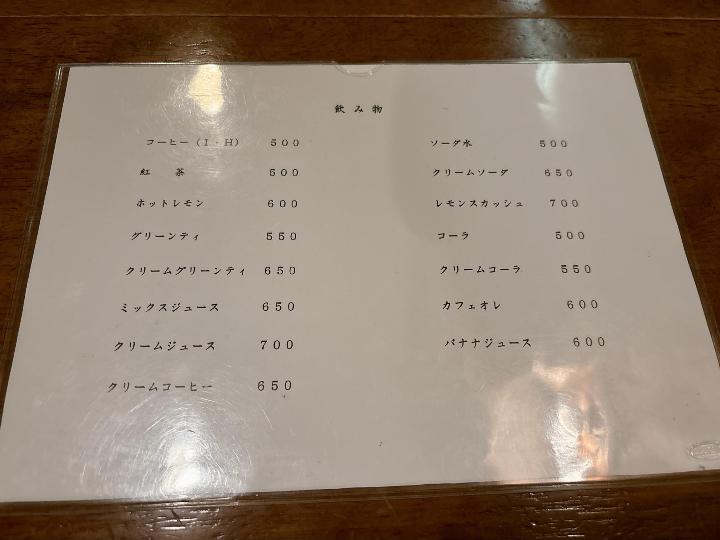 飲み物
コーヒー(I・H) 500
紅 茶 500
ホットレモン 600
グリーンティ 550
クリームグリーンティ 650
ミックスジュース 650
クリームジュース 700
クリームコーヒー 650
ソーダ水 500
クリームソーダ 650
レモンスカッシュ 700
コーラ 500
クリームコーラ 550
カフェオレ 600
バナナジュース 600